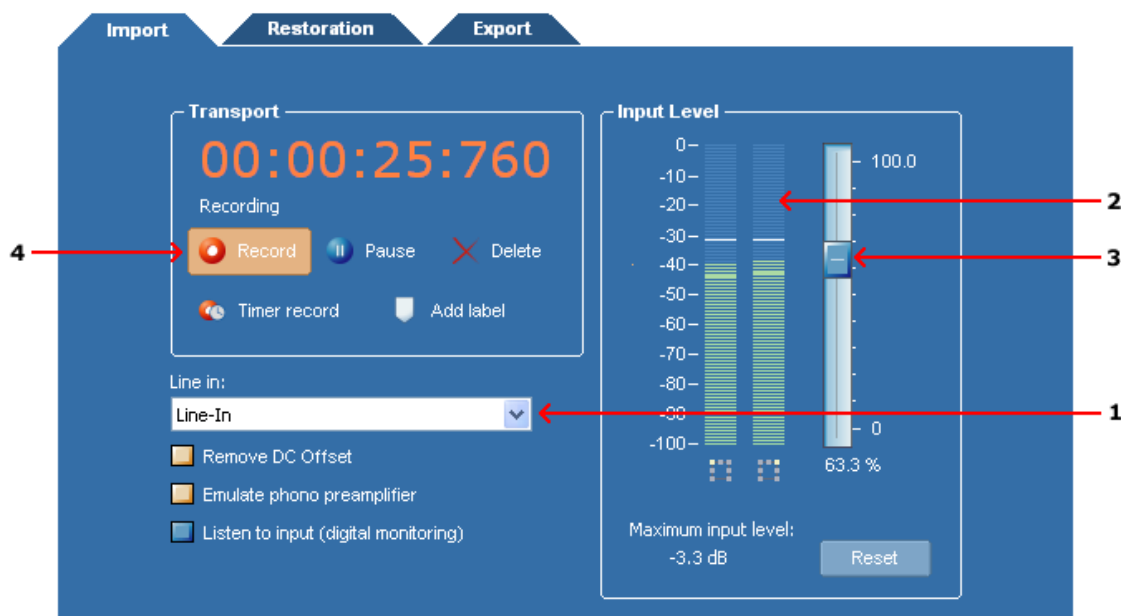 Import Restoration Export
Transport
00:00:25:760
Recording
Record Pause Delete
Timer record Add label
Line in:
Line-In
Remove DC Offset
Emulate phono preamplifier
Listen to input (digital monitoring)
Input Level
0
-10
-20
-30
-40
-50
-60
-70
-80
-90
-100
100.0
0
63.3 %
Maximum input level:
-3.3 dB
Reset
4
2
3
1